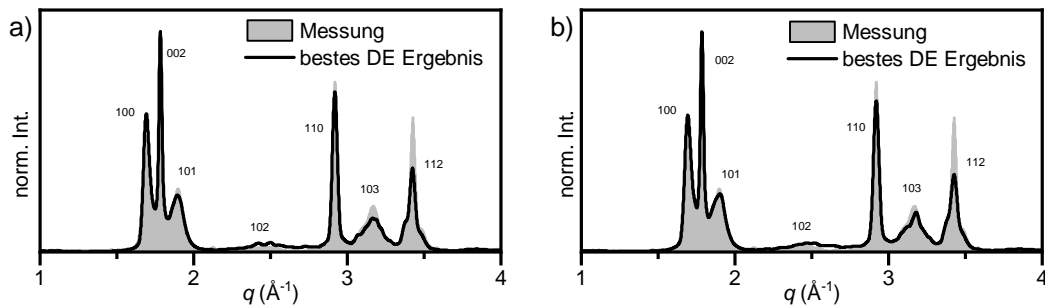 a)
Messung
bestes DE Ergebnis
002
100
101
102
110
103
112
norm. Int.
1 2 3 4
q (Å-1)
b)
Messung
bestes DE Ergebnis
002
100
101
102
110
103
112
norm. Int.
1 2 3 4
q (Å-1)